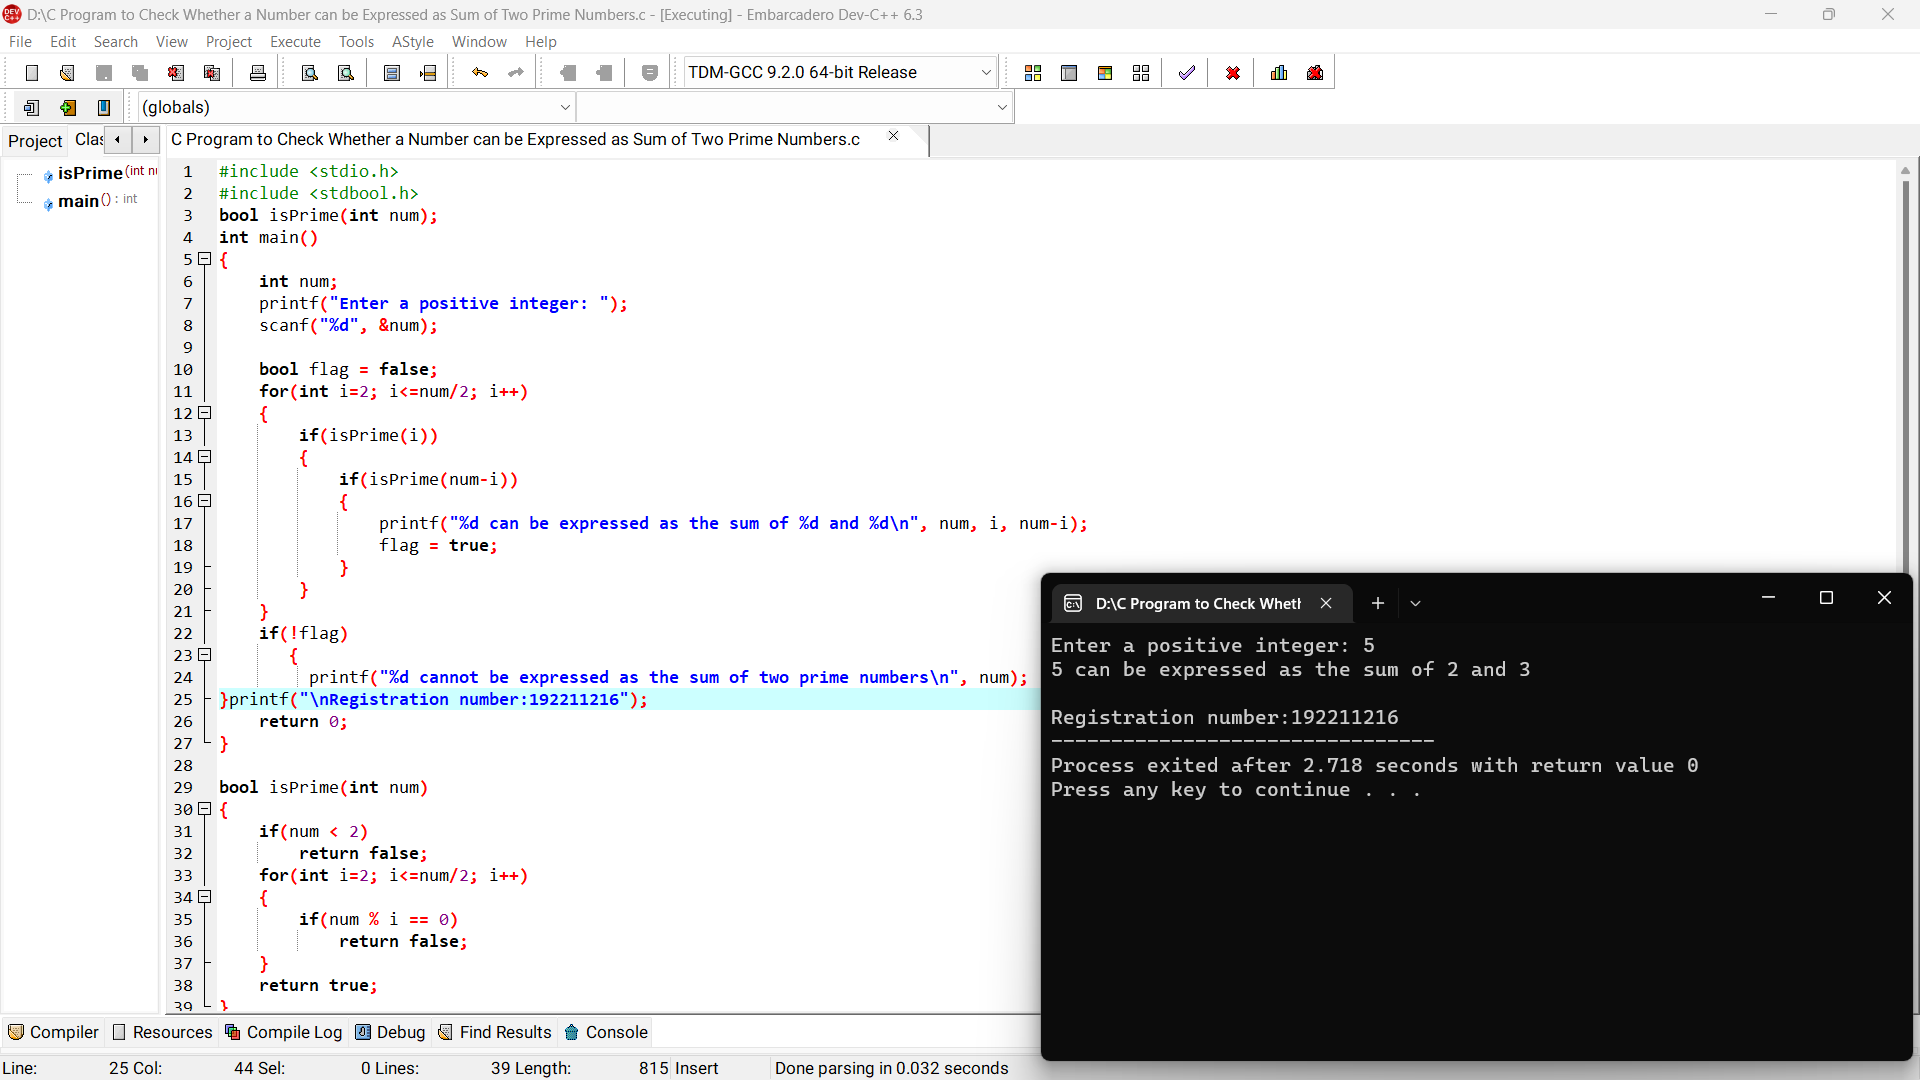 D:\C Program to Check Whether a Number can be Expressed as Sum of Two Prime Numbers.c - [Executing] - Embarcadero Dev-C++ 6.3
File Edit Search View Project Execute Tools AStyle Window Help
TDM-GCC 9.2.0 64-bit Release
(globals)
Project Clas
C Program to Check Whether a Number can be Expressed as Sum of Two Prime Numbers.c
isPrime (int nu
main () : int
1 #include <stdio.h>
2 #include <stdbool.h>
3 bool isPrime(int num);
4 int main()
5 {
6     int num;
7     printf("Enter a positive integer: ");
8     scanf("%d", &num);
9
10     bool flag = false;
11     for(int i=2; i<=num/2; i++)
12     {
13         if(isPrime(i))
14         {
15             if(isPrime(num-i))
16             {
17                 printf("%d can be expressed as the sum of %d and %d\n", num, i, num-i);
18                 flag = true;
19             }
20         }
21     }
22     if(!flag)
23        {
24          printf("%d cannot be expressed as the sum of two prime numbers\n", num);
25 }printf("\nRegistration number:192211216");
26     return 0;
27 }
28
29 bool isPrime(int num)
30 {
31     if(num < 2)
32         return false;
33     for(int i=2; i<=num/2; i++)
34     {
35         if(num % i == 0)
36             return false;
37     }
38     return true;
39 }
D:\C Program to Check Wheth
Enter a positive integer: 5
5 can be expressed as the sum of 2 and 3
Registration number:192211216
--------------------------------
Process exited after 2.718 seconds with return value 0
Press any key to continue . . .
Compiler Resources Compile Log Debug Find Results Console
Line: 25 Col: 44 Sel: 0 Lines: 39 Length: 815 Insert Done parsing in 0.032 seconds